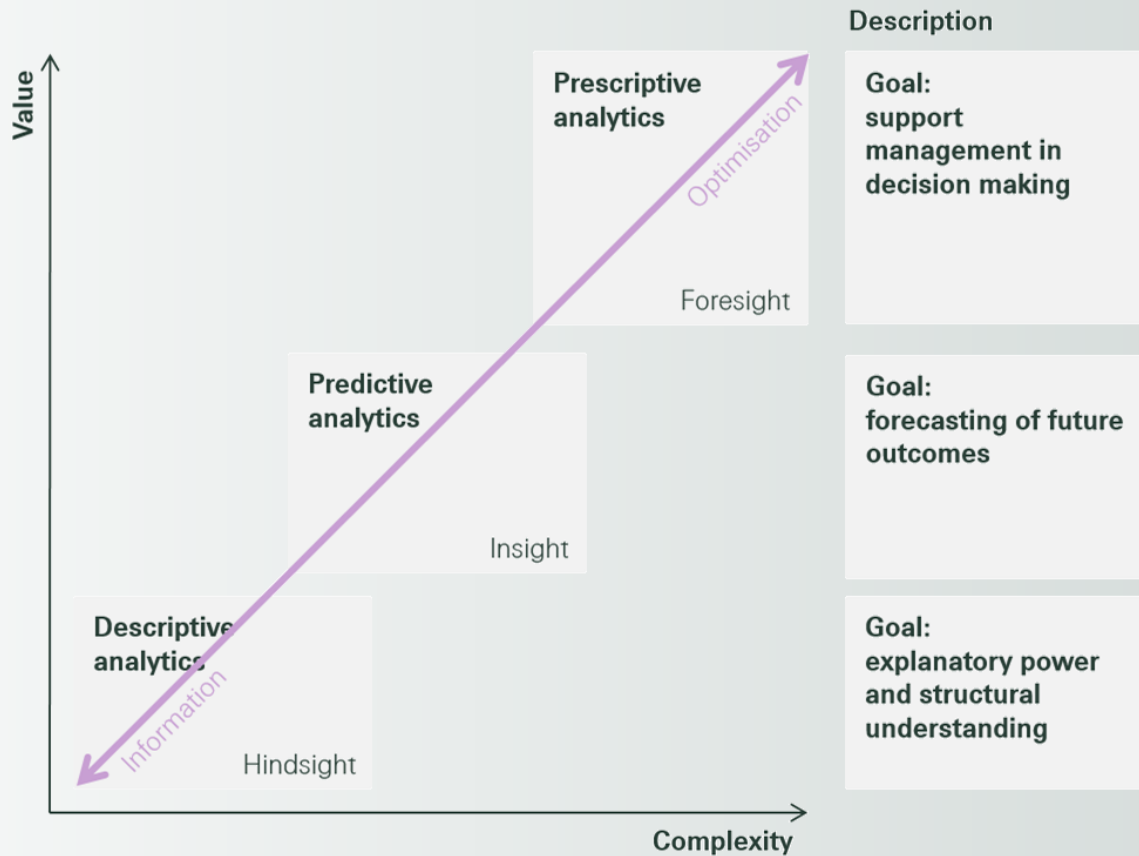 Description
Value
Prescriptive
analytics
Optimisation
Foresight
Goal:
support
management in
decision making
Predictive
analytics
Insight
Goal:
forecasting of future
outcomes
Descriptive
analytics
Information
Hindsight
Goal:
explanatory power
and structural
understanding
Complexity